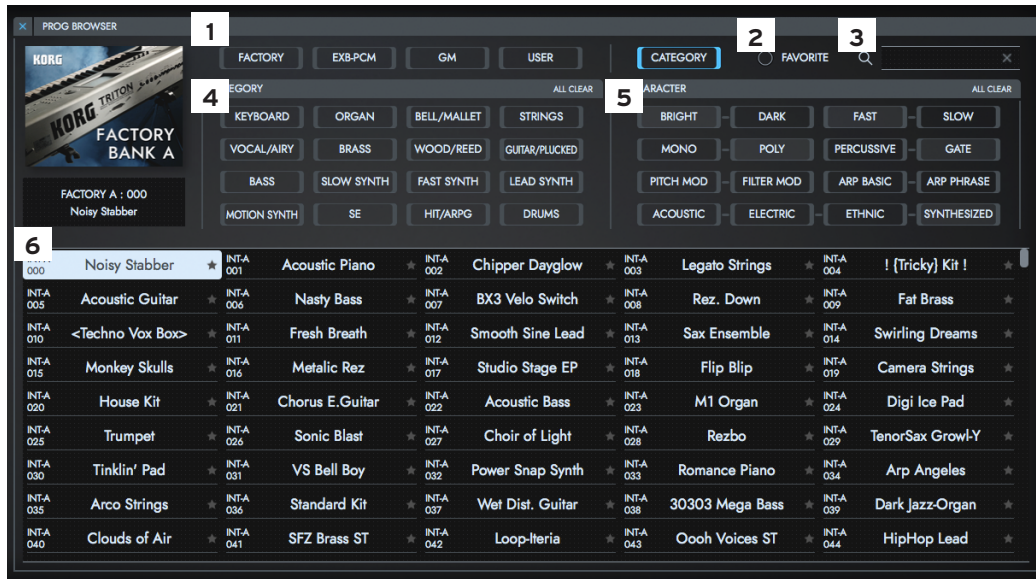 × PROG BROWSER
1
2
3
KORG
KORG TRITON
FACTORY
BANK A
FACTORY A : 000
Noisy Stabber
FACTORY EXB-PCM GM USER
CATEGORY FAVORITE ×
4
EGORY ALL CLEAR
KEYBOARD ORGAN BELL/MALLET STRINGS
VOCAL/AIRY BRASS WOOD/REED GUITAR/PLUCKED
BASS SLOW SYNTH FAST SYNTH LEAD SYNTH
MOTION SYNTH SE HIT/ARPG DRUMS
5
ARACTER ALL CLEAR
BRIGHT DARK FAST SLOW
MONO POLY PERCUSSIVE GATE
PITCH MOD FILTER MOD ARP BASIC ARP PHRASE
ACOUSTIC ELECTRIC ETHNIC SYNTHESIZED
6
000 Noisy Stabber INT-A 001 Acoustic Piano INT-A 002 Chipper Dayglow INT-A 003 Legato Strings INT-A 004 ! {Tricky} Kit !
INT-A 005 Acoustic Guitar INT-A 006 Nasty Bass INT-A 007 BX3 Velo Switch INT-A 008 Rez. Down INT-A 009 Fat Brass
INT-A 010 <Techno Vox Box> INT-A 011 Fresh Breath INT-A 012 Smooth Sine Lead INT-A 013 Sax Ensemble INT-A 014 Swirling Dreams
INT-A 015 Monkey Skulls INT-A 016 Metalic Rez INT-A 017 Studio Stage EP INT-A 018 Flip Blip INT-A 019 Camera Strings
INT-A 020 House Kit INT-A 021 Chorus E.Guitar INT-A 022 Acoustic Bass INT-A 023 M1 Organ INT-A 024 Digi Ice Pad
INT-A 025 Trumpet INT-A 026 Sonic Blast INT-A 027 Choir of Light INT-A 028 Rezbo INT-A 029 TenorSax Growl-Y
INT-A 030 Tinklin' Pad INT-A 031 VS Bell Boy INT-A 032 Power Snap Synth INT-A 033 Romance Piano INT-A 034 Arp Angeles
INT-A 035 Arco Strings INT-A 036 Standard Kit INT-A 037 Wet Dist. Guitar INT-A 038 30303 Mega Bass INT-A 039 Dark Jazz-Organ
INT-A 040 Clouds of Air INT-A 041 SFZ Brass ST INT-A 042 Loop-Iteria INT-A 043 Oooh Voices ST INT-A 044 HipHop Lead